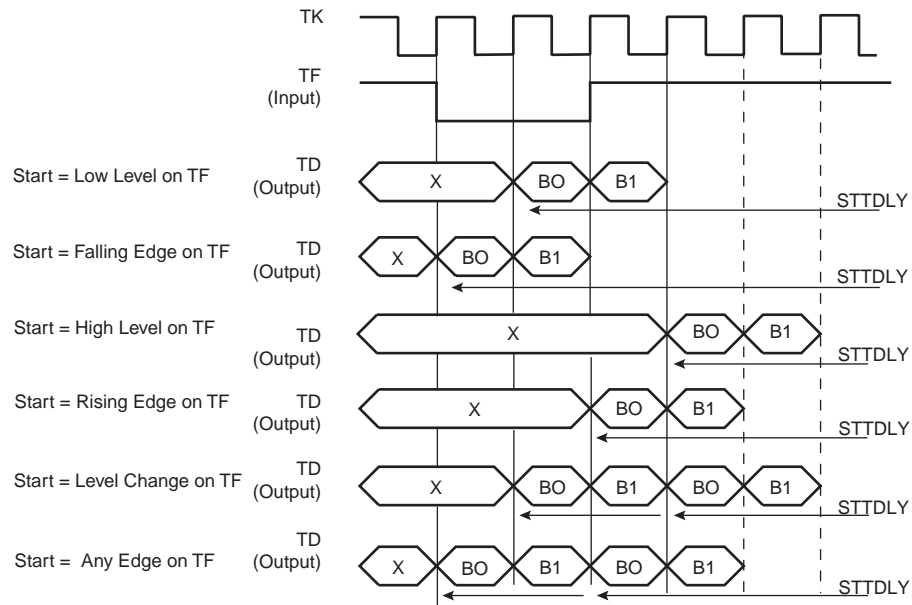 TK
TF
(Input)
Start = Low Level on TF
TD
(Output)
X
BO
B1
STTDLY
Start = Falling Edge on TF
TD
(Output)
X
BO
B1
STTDLY
Start = High Level on TF
TD
(Output)
X
BO
B1
STTDLY
Start = Rising Edge on TF
TD
(Output)
X
BO
B1
STTDLY
Start = Level Change on TF
TD
(Output)
X
BO
B1
BO
B1
STTDLY
Start = Any Edge on TF
TD
(Output)
X
BO
B1
BO
B1
STTDLY